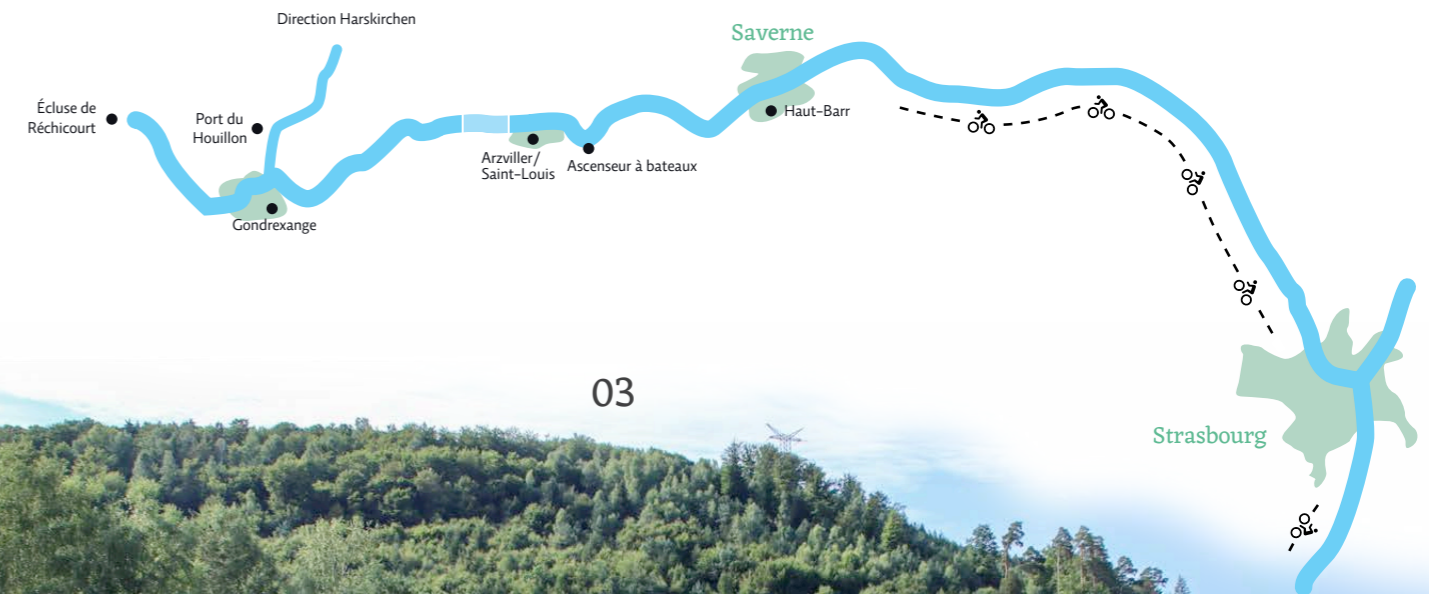 Direction Harskirchen
Saverne
Écluse de
Réchicourt
Port du
Houillon
Haut-Barr
Arzviller/
Saint-Louis
Ascenseur à bateaux
Gondrexange
03
Strasbourg